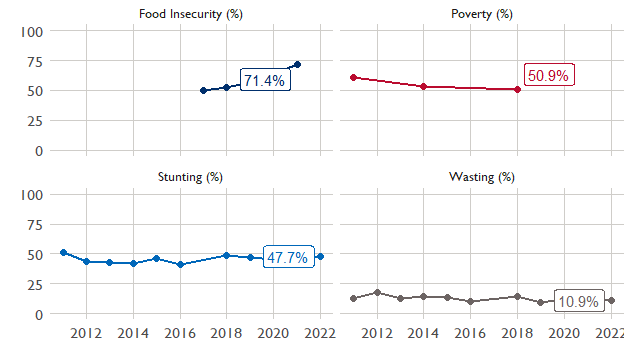 Food Insecurity (%)
Poverty (%)
100
75
50
25
0
71.4%
50.9%
Stunting (%)
Wasting (%)
100
75
50
25
0
47.7%
10.9%
2012 2014 2016 2018 2020 2022
2012 2014 2016 2018 2020 2022